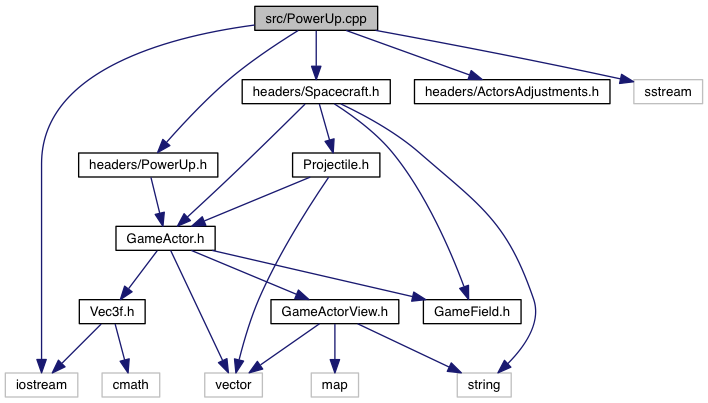 src/PowerUp.cpp
headers/Spacecraft.h
headers/ActorsAdjustments.h
sstream
headers/PowerUp.h
Projectile.h
GameActor.h
Vec3f.h
GameActorView.h
GameField.h
iostream
cmath
vector
map
string